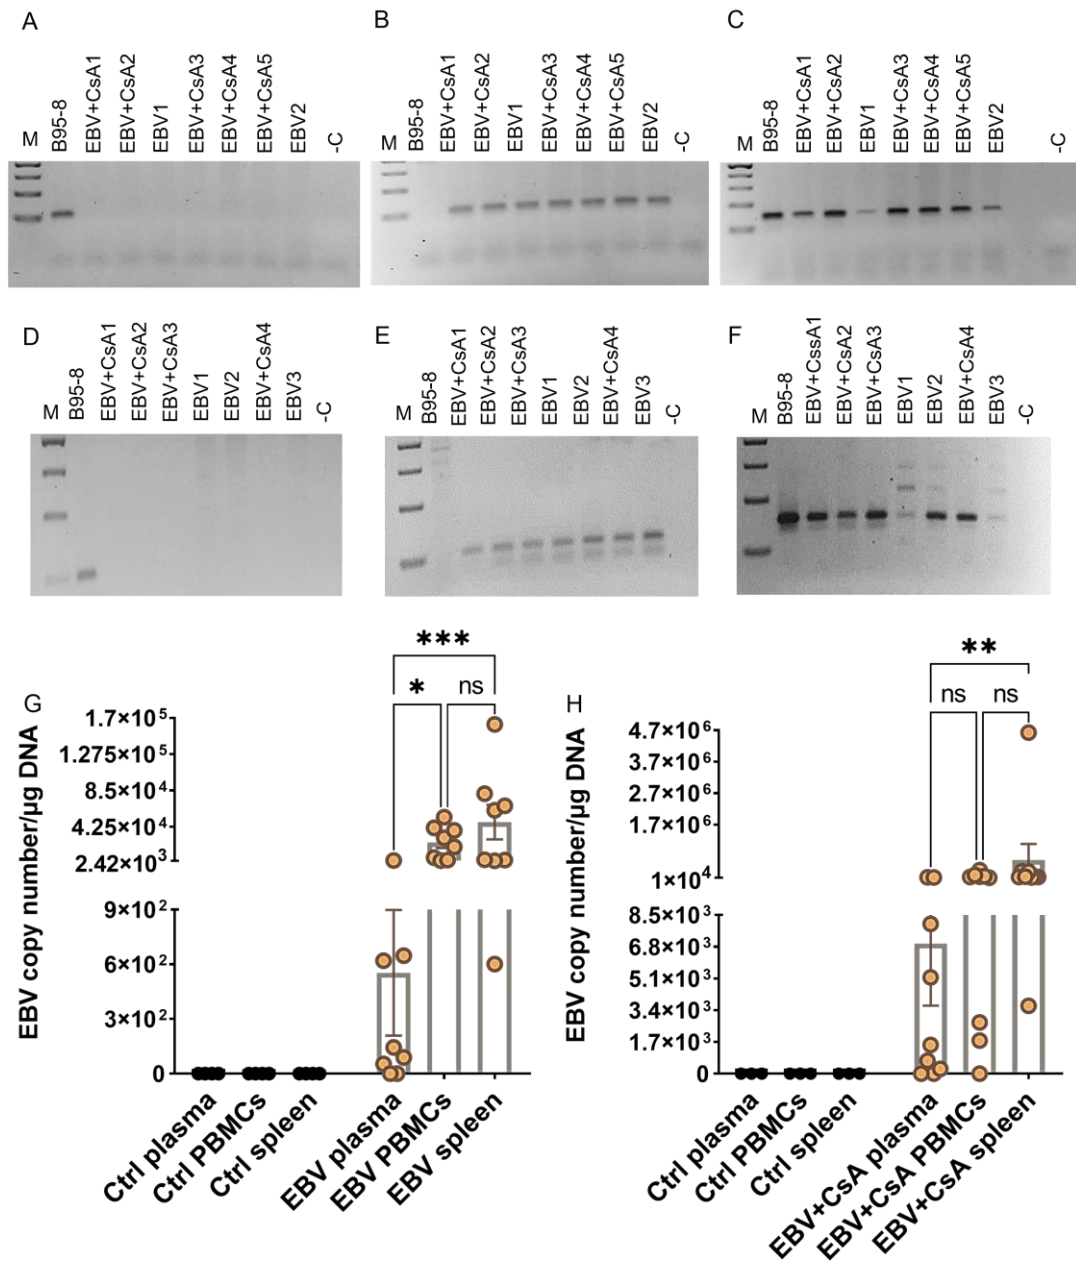 A
M
B95-8
EBV+CsA1
EBV+CsA2
EBV1
EBV+CsA3
EBV+CsA4
EBV+CsA5
EBV2
-C
B
M
B95-8
EBV+CsA1
EBV+CsA2
EBV1
EBV+CsA3
EBV+CsA4
EBV+CsA5
EBV2
-C
C
M
B95-8
EBV+CsA1
EBV+CsA2
EBV1
EBV+CsA3
EBV+CsA4
EBV+CsA5
EBV2
-C
D
M
B95-8
EBV+CsA1
EBV+CsA2
EBV+CsA3
EBV1
EBV2
EBV+CsA4
EBV3
-C
E
M
B95-8
EBV+CsA1
EBV+CsA2
EBV+CsA3
EBV1
EBV2
EBV+CsA4
EBV3
-C
F
M
B95-8
EBV+CssA1
EBV+CsA2
EBV+CsA3
EBV1
EBV2
EBV+CsA4
EBV3
-C
G
EBV copy number/µg DNA
1.7×10⁵
1.275×10⁵
8.5×10⁴
4.25×10⁴
2.42×10³
9×10²
6×10²
3×10²
0
***
*
ns
Ctrl plasma
Ctrl PBMCs
Ctrl spleen
EBV plasma
EBV PBMCs
EBV spleen
H
EBV copy number/µg DNA
4.7×10⁶
3.7×10⁶
2.7×10⁶
1.7×10⁶
1×10⁴
8.5×10³
6.8×10³
5.1×10³
3.4×10³
1.7×10³
0
**
ns
ns
Ctrl plasma
Ctrl PBMCs
Ctrl spleen
EBV+CsA plasma
EBV+CsA PBMCs
EBV+CsA spleen